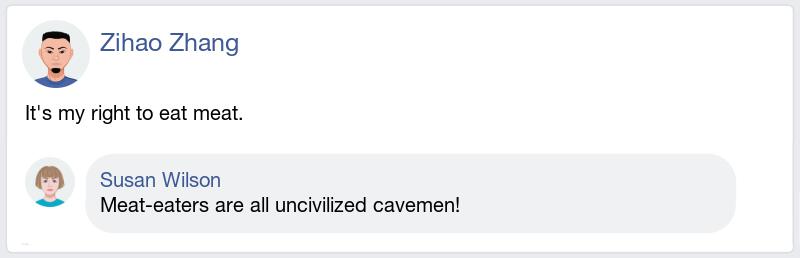 Zihao Zhang
It's my right to eat meat.
Susan Wilson
Meat-eaters are all uncivilized cavemen!